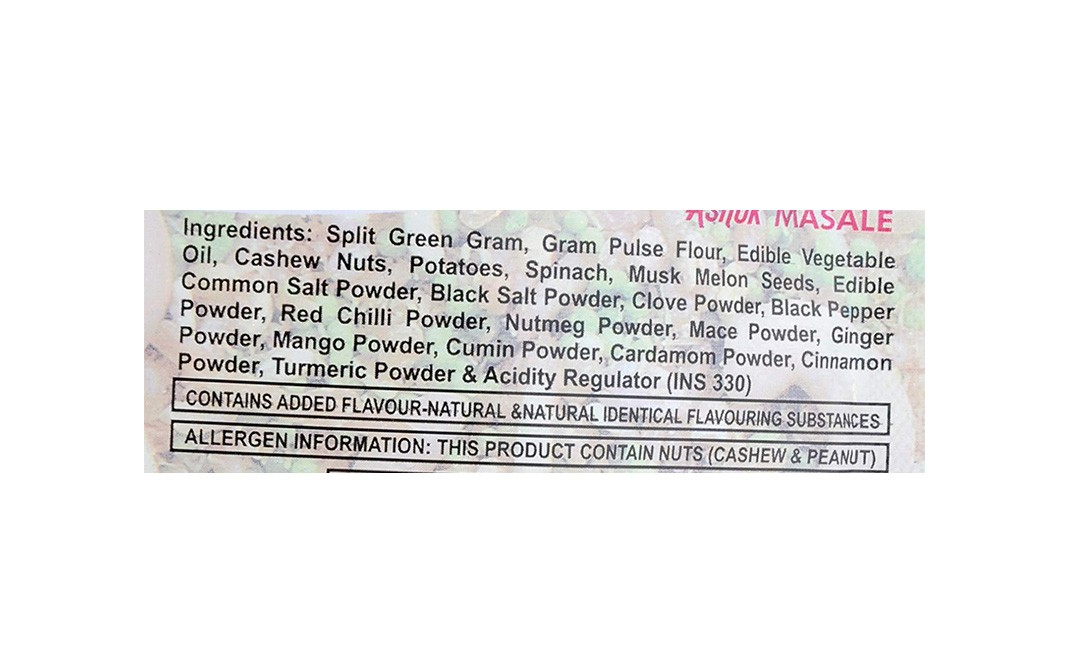 ASHOK MASALE
Ingredients: Split Green Gram, Gram Pulse Flour, Edible Vegetable
Oil, Cashew Nuts, Potatoes, Spinach, Musk Melon Seeds, Edible
Common Salt Powder, Black Salt Powder, Clove Powder, Black Pepper
Powder, Red Chilli Powder, Nutmeg Powder, Mace Powder, Ginger
Powder, Mango Powder, Cumin Powder, Cardamom Powder, Cinnamon
Powder, Turmeric Powder & Acidity Regulator (INS 330)
CONTAINS ADDED FLAVOUR-NATURAL &NATURAL IDENTICAL FLAVOURING SUBSTANCES
ALLERGEN INFORMATION: THIS PRODUCT CONTAIN NUTS (CASHEW & PEANUT)